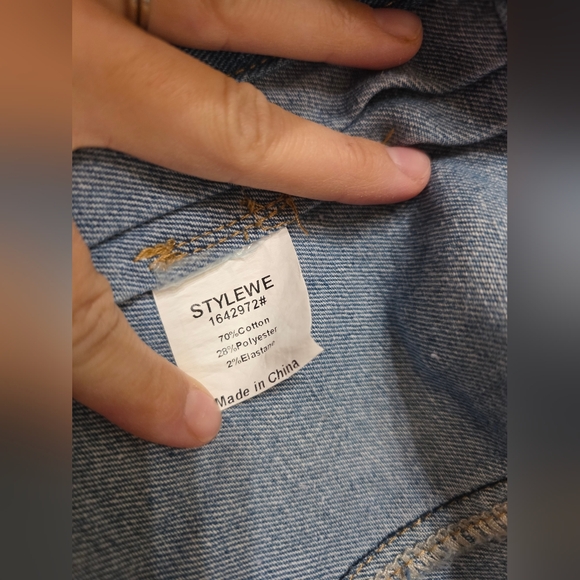 STYLEWE
1642972#
70%Cotton
28%Polyester
2%Elastane
Made in China